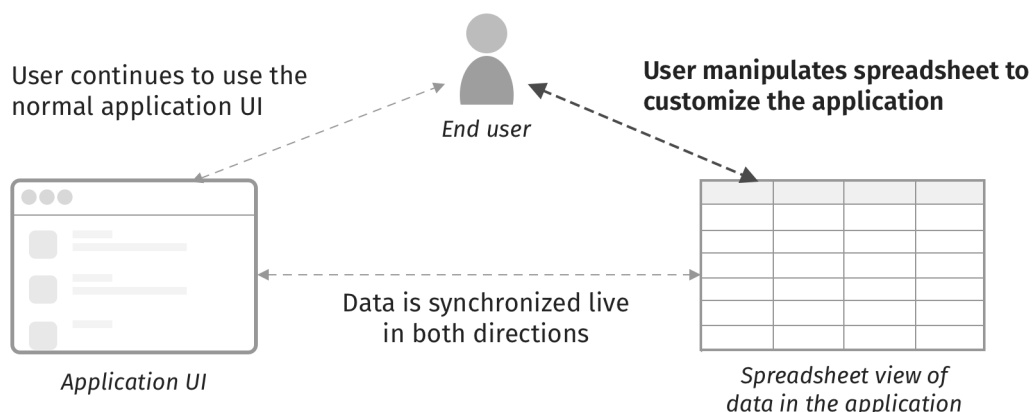 User continues to use the
normal application UI
End user
User manipulates spreadsheet to
customize the application
Data is synchronized live
in both directions
Application UI
Spreadsheet view of
data in the application